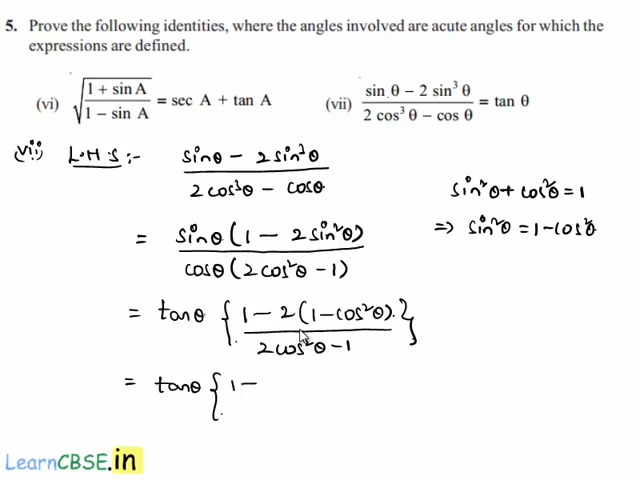 5. Prove the following identities, where the angles involved are acute angles for which the
expressions are defined.
(vi) √((1 + sin A)/(1 − sin A)) = sec A + tan A (vii) (sin θ − 2 sin³ θ)/(2 cos³ θ − cos θ) = tan θ
(vii) L.H.S :- (sinθ − 2sin³θ)/(2cos³θ − cosθ)
sin²θ + cos²θ = 1
⇒ sin²θ = 1 − cos²θ
= sinθ(1 − 2sin²θ)/cosθ(2cos²θ − 1)
= tanθ { (1 − 2(1 − cos²θ))/(2cos²θ − 1) }
= tanθ { 1 −
LearnCBSE.in